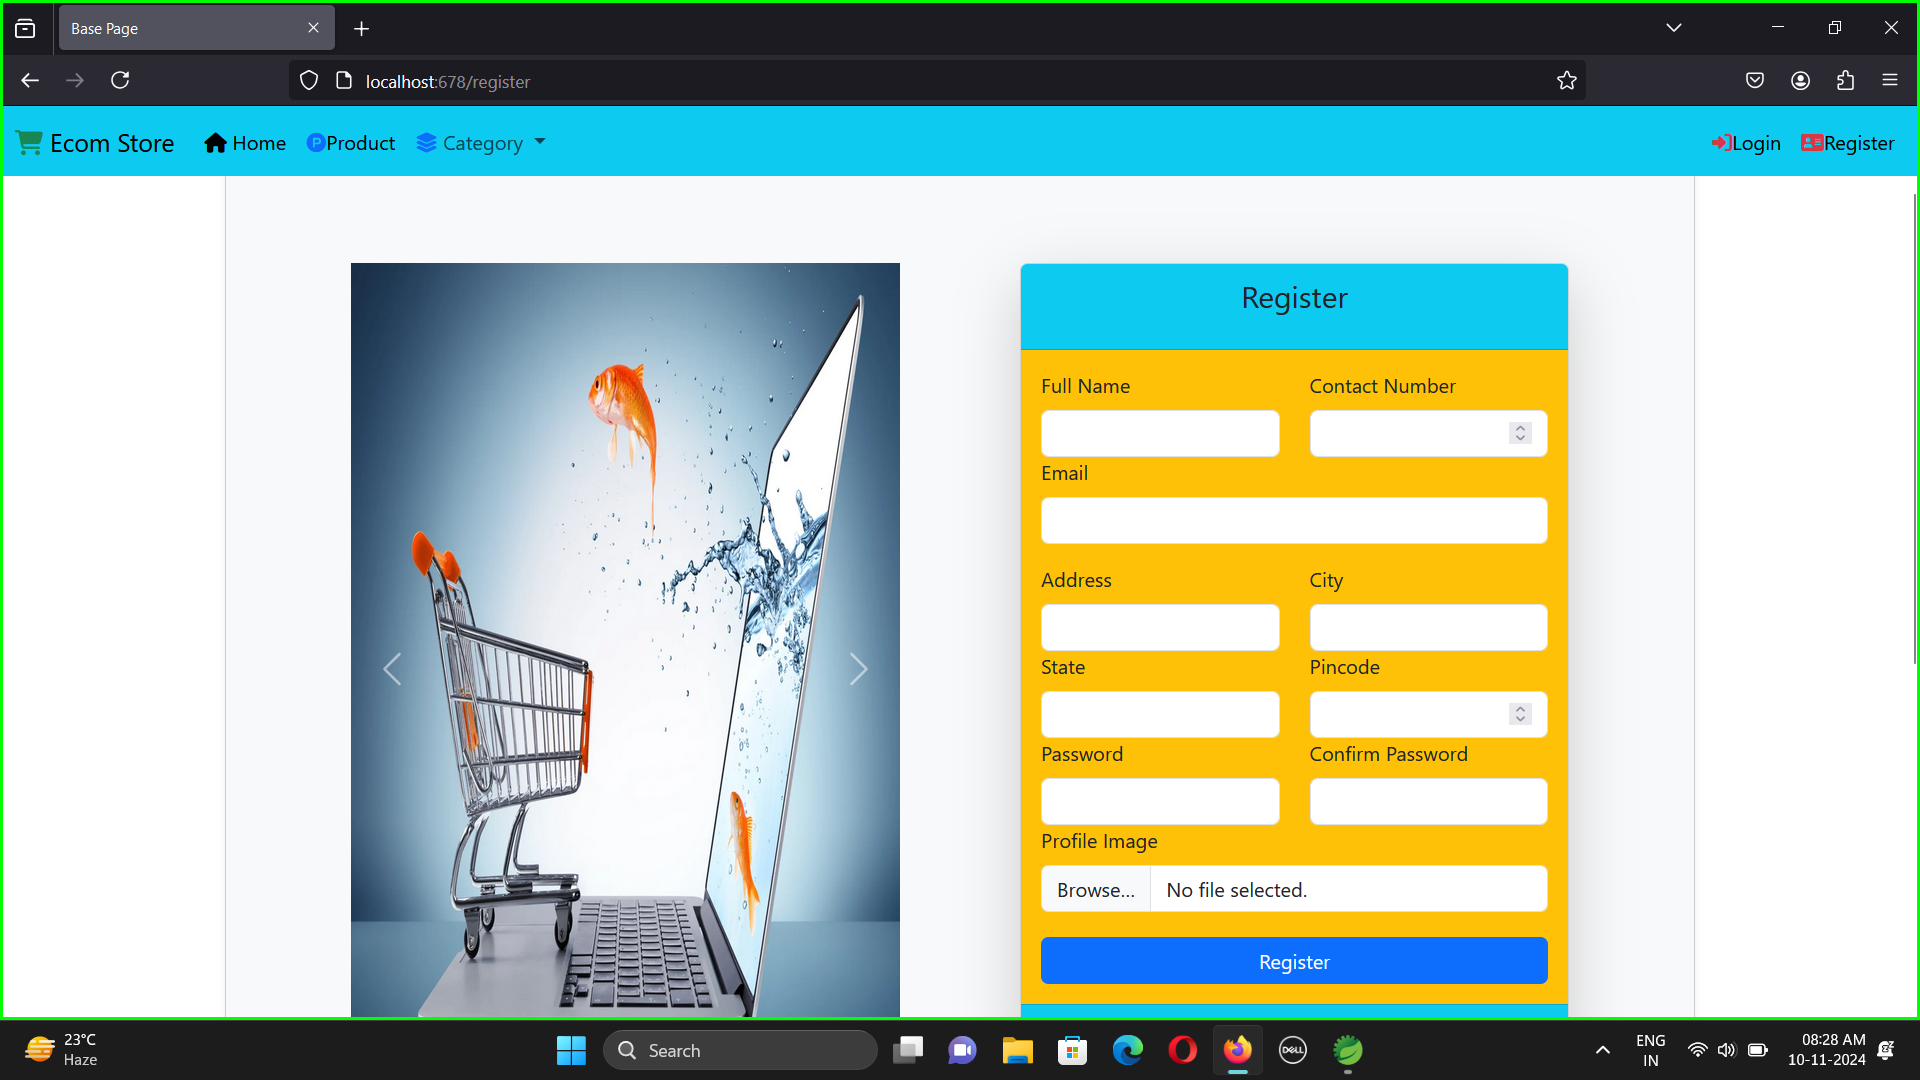 Base Page
localhost:678/register
Ecom Store Home Product Category Login Register
Register
Full Name Contact Number
Email
Address City
State Pincode
Password Confirm Password
Profile Image
Browse... No file selected.
Register
23°C
Haze
Search
DELL
ENG
IN
08:28 AM
10-11-2024